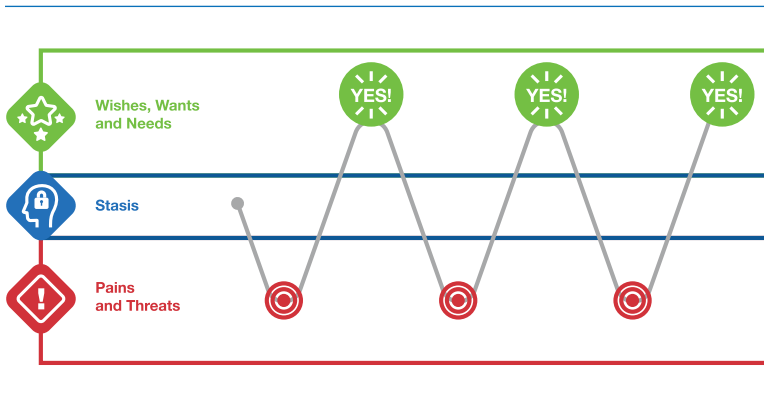 YES! YES! YES!
Wishes, Wants
and Needs
Stasis
Pains
and Threats